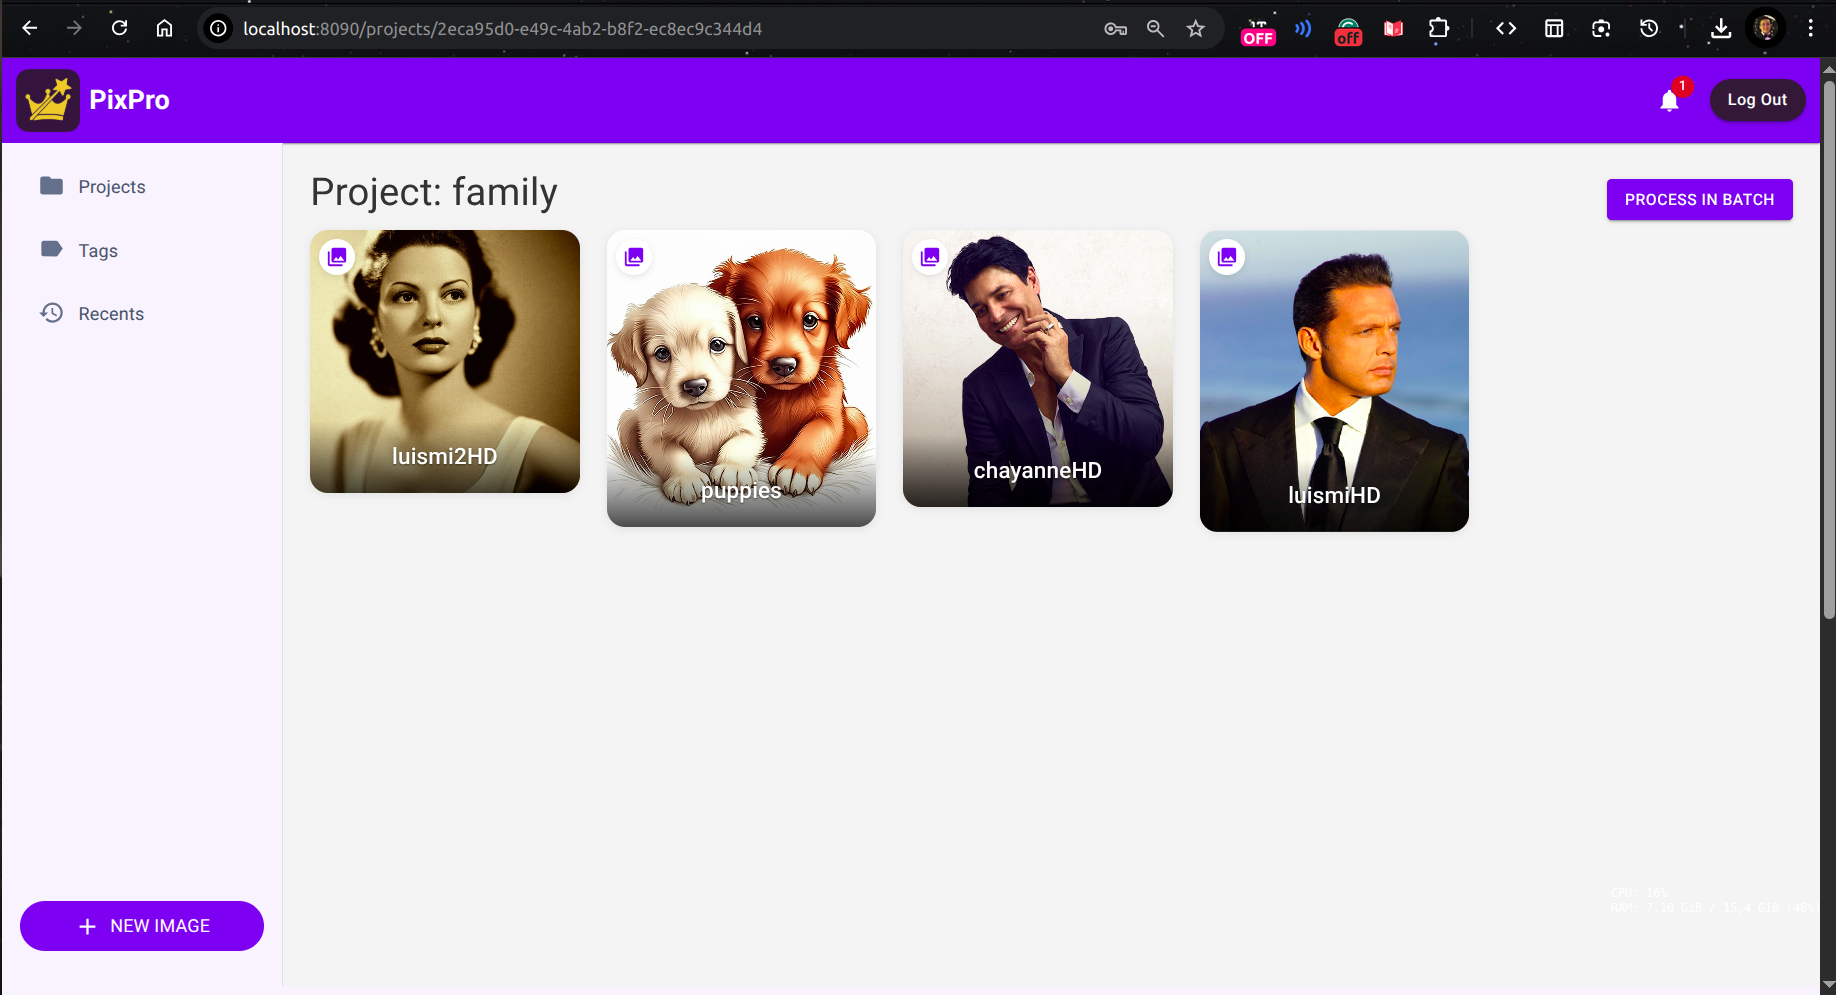 localhost:8090/projects/2eca95d0-e49c-4ab2-b8f2-ec8ec9c344d4
OFF
off
PixPro
1
Log Out
Projects
Tags
Recents
Project: family
PROCESS IN BATCH
luismi2HD
puppies
chayanneHD
luismiHD
CPU: 16%
RAM: 7,10 GiB / 15,4 GiB (46%)
NEW IMAGE